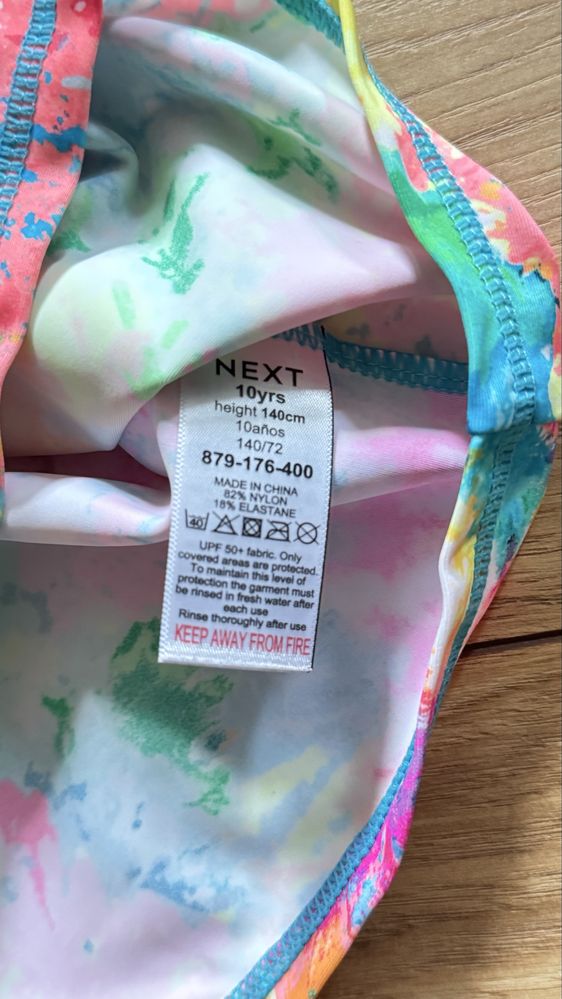 NEXT
10yrs
height 140cm
10años
140/72
879-176-400
MADE IN CHINA
82% NYLON
18% ELASTANE
40
UPF 50+ fabric. Only
covered areas are protected.
To maintain this level of
protection the garment must
be rinsed in fresh water after
each use
Rinse thoroughly after use
KEEP AWAY FROM FIRE